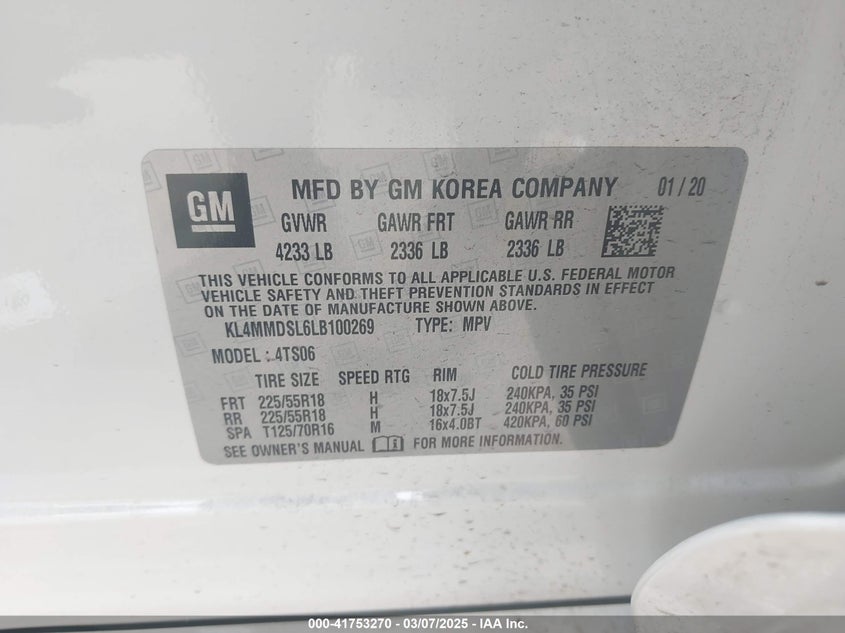 GM MFD BY GM KOREA COMPANY 01/20
GVWR GAWR FRT GAWR RR
4233 LB 2336 LB 2336 LB
THIS VEHICLE CONFORMS TO ALL APPLICABLE U.S. FEDERAL MOTOR
VEHICLE SAFETY AND THEFT PREVENTION STANDARDS IN EFFECT
ON THE DATE OF MANUFACTURE SHOWN ABOVE.
KL4MMDSL6LB100269 TYPE: MPV
MODEL: 4TS06
TIRE SIZE SPEED RTG RIM COLD TIRE PRESSURE
FRT 225/55R18 H 18x7.5J 240KPA, 35 PSI
RR 225/55R18 H 18x7.5J 240KPA, 35 PSI
SPA T125/70R16 M 16x4.0BT 420KPA, 60 PSI
SEE OWNER'S MANUAL FOR MORE INFORMATION.
000-41753270 - 03/07/2025 - IAA Inc.